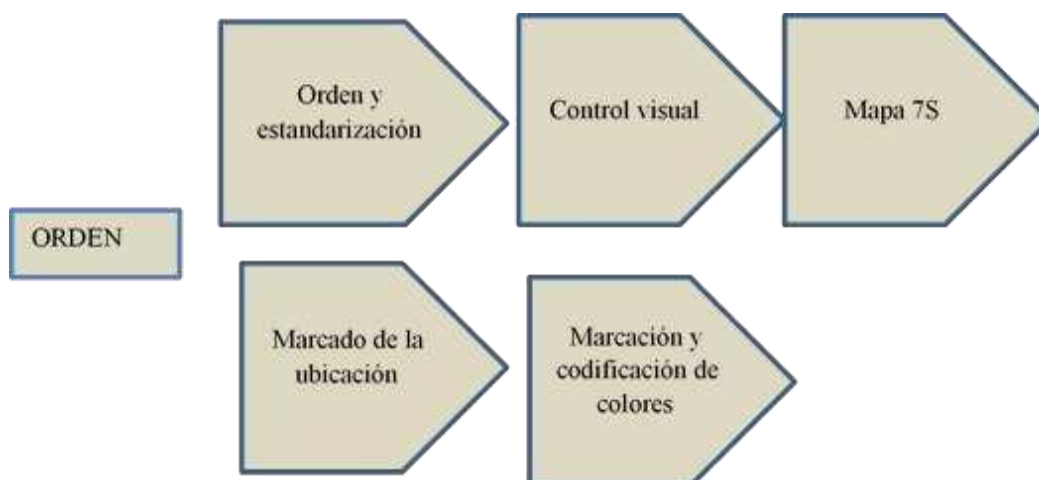 Orden y
estandarización
Control visual
Mapa 7S
ORDEN
Marcado de la
ubicación
Marcación y
codificación de
colores